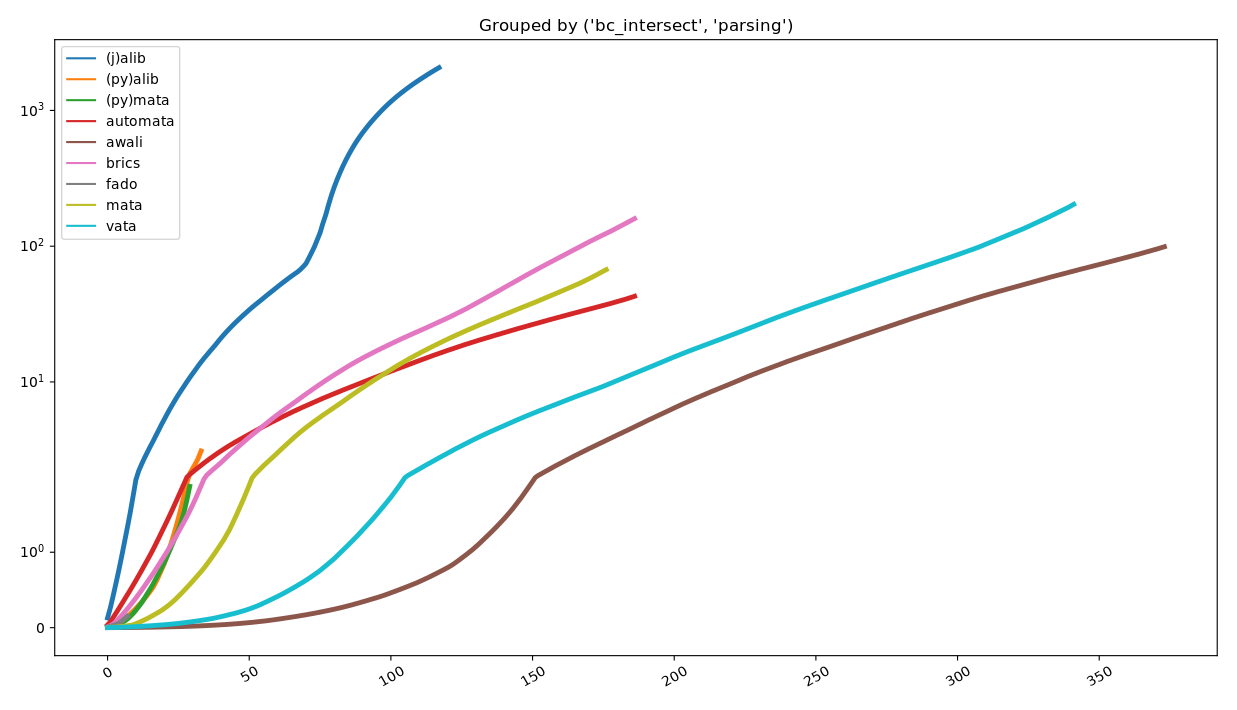 Grouped by ('bc_intersect', 'parsing')
(j)alib
(py)alib
(py)mata
automata
awali
brics
fado
mata
vata
10³
10²
10¹
10⁰
0
0 50 100 150 200 250 300 350